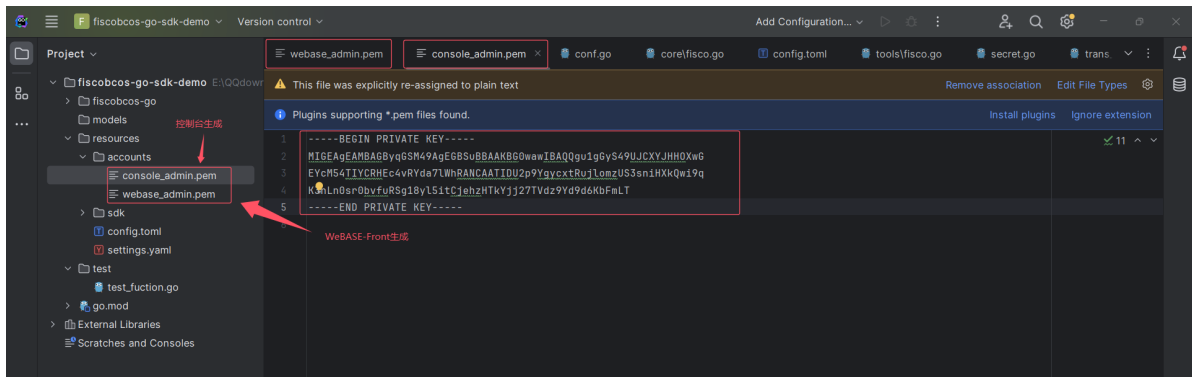 F fiscobcos-go-sdk-demo Version control Add Configuration...
Project
webase_admin.pem console_admin.pem conf.go core\fisco.go config.toml tools\fisco.go secret.go trans.
fiscobcos-go-sdk-demo E:\QQdowr
This file was explicitly re-assigned to plain text Remove association Edit File Types
fiscobcos-go
models
Plugins supporting *.pem files found. Install plugins Ignore extension
控制台生成
resources
1 -----BEGIN PRIVATE KEY----- 11
accounts
2
console_admin.pem
3
webase_admin.pem
4
sdk
5 -----END PRIVATE KEY-----
config.toml
6
WeBASE-Front生成
settings.yaml
test
test_fuction.go
go.mod
External Libraries
Scratches and Consoles